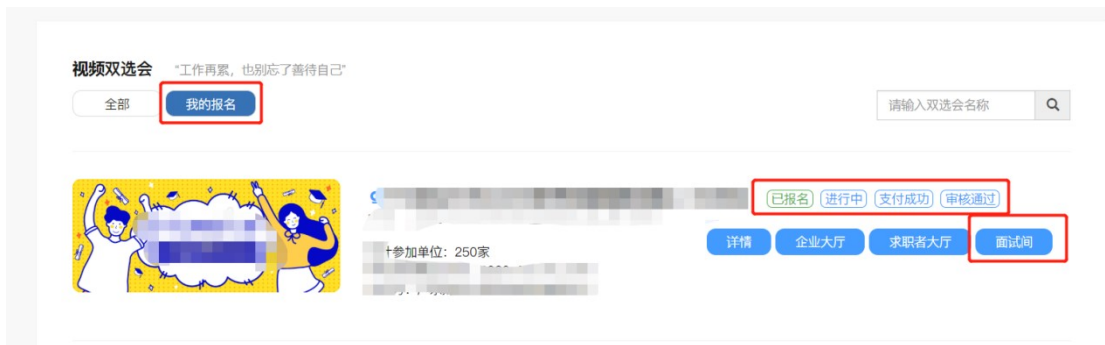 视频双选会 "工作再累，也别忘了善待自己"
全部 我的报名 请输入双选会名称
已报名 进行中 支付成功 审核通过
详情 企业大厅 求职者大厅 面试间
计参加单位：250家